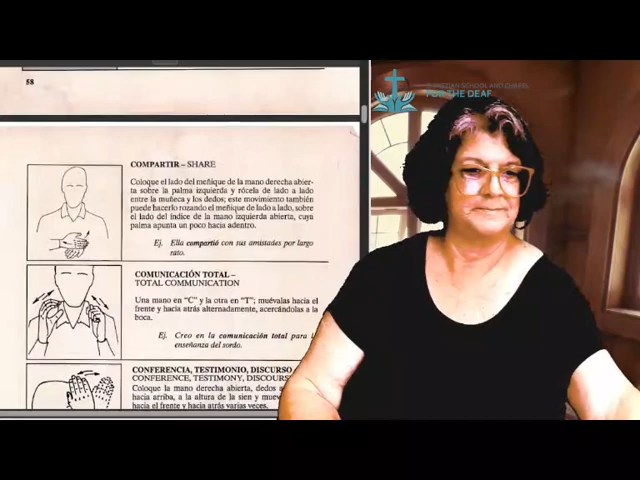 58
COMPARTIR – SHARE
Coloque el lado del meñique de la mano derecha abier-
ta sobre la palma izquierda y rócela de lado a lado
entre la muñeca y los dedos; este movimiento también
puede hacerlo rozando el meñique de lado a lado, sobre
el lado del índice de la mano izquierda abierta, cuya
palma apunta un poco hacia adentro.
Ej. Ella compartió con sus amistades por largo
rato.
COMUNICACIÓN TOTAL –
TOTAL COMMUNICATION
Una mano en “C” y la otra en “T”; muévalas hacia el
frente y hacia atrás alternadamente, acercándolas a la
boca.
Ej. Creo en la comunicación total para
enseñanza del sordo.
CONFERENCIA, TESTIMONIO, DISCURSO
CONFERENCE, TESTIMONY, DISCOURS
Coloque la mano derecha abierta, dedos
hacia arriba, a la altura de la sien y
hacia el frente y hacia atrás varias veces.
CHRISTIAN SCHOOL AND
FOR THE DEAF